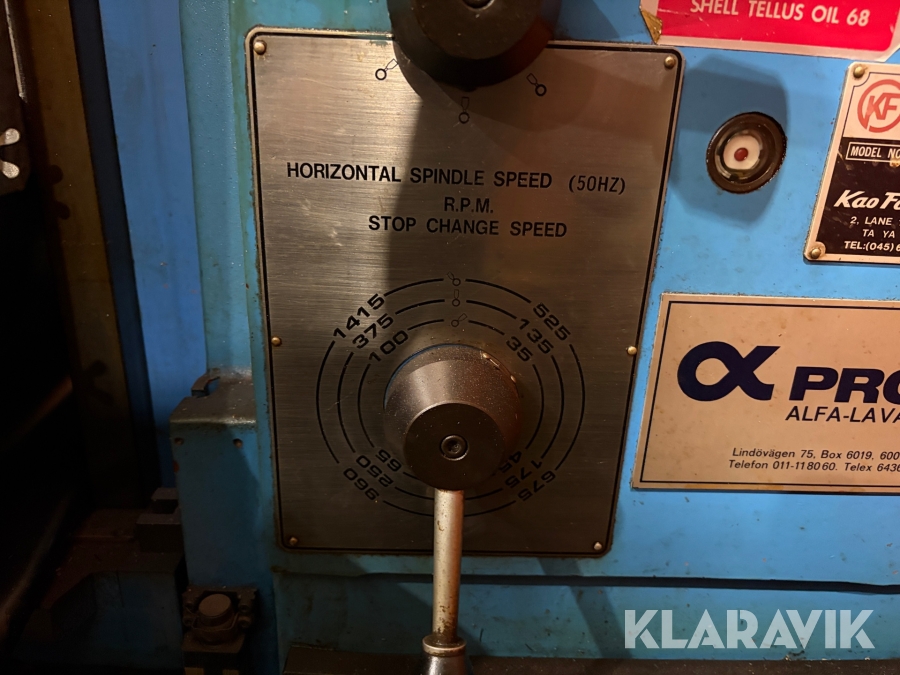 SHELL TELLUS OIL 68
KF
MODEL NO
Kao
2, LANE
TA YA
TEL:(045)6
HORIZONTAL SPINDLE SPEED (50HZ)
R.P.M.
STOP CHANGE SPEED
1415 525
375 135
100 35
65 45
250 175
950 675
α PRO
ALFA-LAVA
Lindövägen 75, Box 6019. 600
Telefon 011-118060. Telex 6436
KLARAVIK